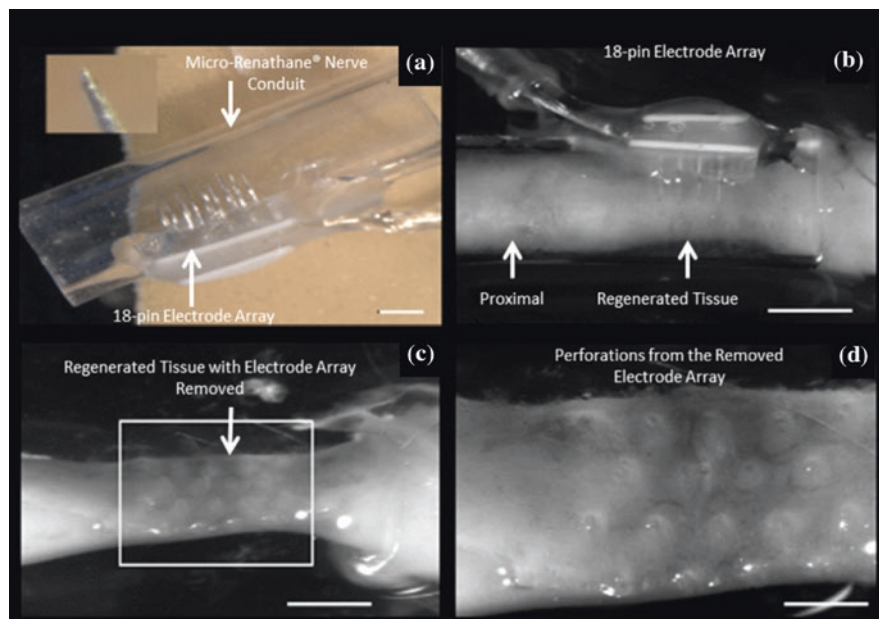 Micro-Renathane® Nerve
Conduit
(a)
18-pin Electrode Array
18-pin Electrode Array
(b)
Proximal
Regenerated Tissue
(c)
Regenerated Tissue with Electrode Array
Removed
Perforations from the Removed
Electrode Array
(d)